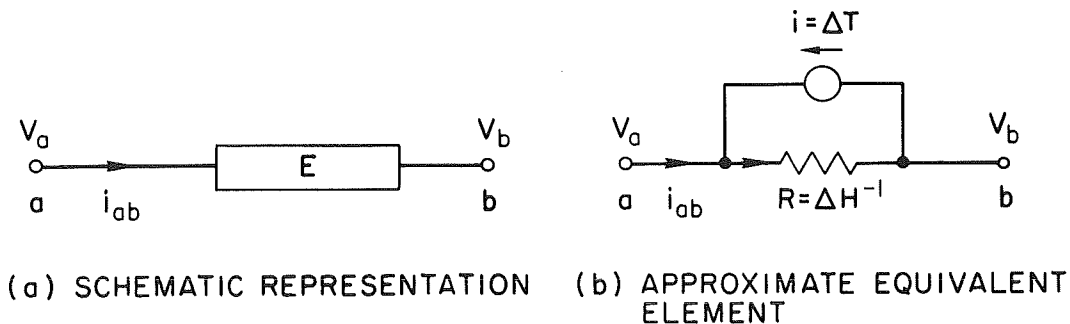 V_a
V_b
a
i_ab
E
b
(a) SCHEMATIC REPRESENTATION
i = ΔT
V_a
V_b
a
i_ab
R = ΔH⁻¹
b
(b) APPROXIMATE EQUIVALENT
ELEMENT